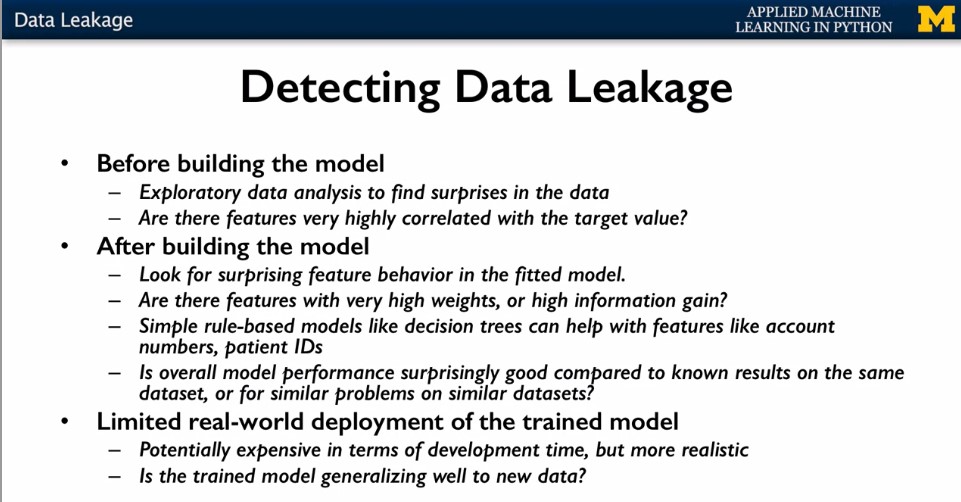 Data Leakage
APPLIED MACHINE
LEARNING IN PYTHON
M
Detecting Data Leakage
• Before building the model
– Exploratory data analysis to find surprises in the data
– Are there features very highly correlated with the target value?
• After building the model
– Look for surprising feature behavior in the fitted model.
– Are there features with very high weights, or high information gain?
– Simple rule-based models like decision trees can help with features like account
numbers, patient IDs
– Is overall model performance surprisingly good compared to known results on the same
dataset, or for similar problems on similar datasets?
• Limited real-world deployment of the trained model
– Potentially expensive in terms of development time, but more realistic
– Is the trained model generalizing well to new data?